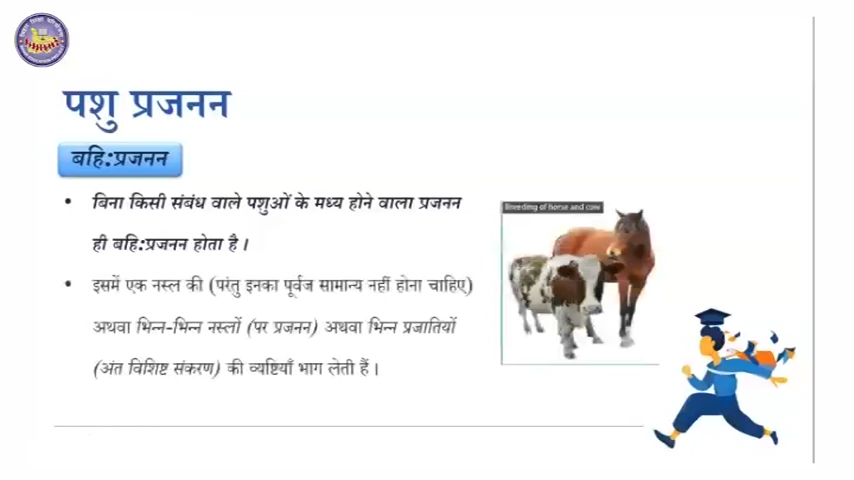 पशु प्रजनन
बहि:प्रजनन
• बिना किसी संबंध वाले पशुओं के मध्य होने वाला प्रजनन
ही बहि:प्रजनन होता है ।
• इसमें एक नस्ल की (परंतु इनका पूर्वज सामान्य नहीं होना चाहिए)
अथवा भिन्न-भिन्न नस्लों (पर प्रजनन) अथवा भिन्न प्रजातियों
(अंत विशिष्ट संकरण) की व्यष्टियाँ भाग लेती हैं ।
Breeding of horse and cow